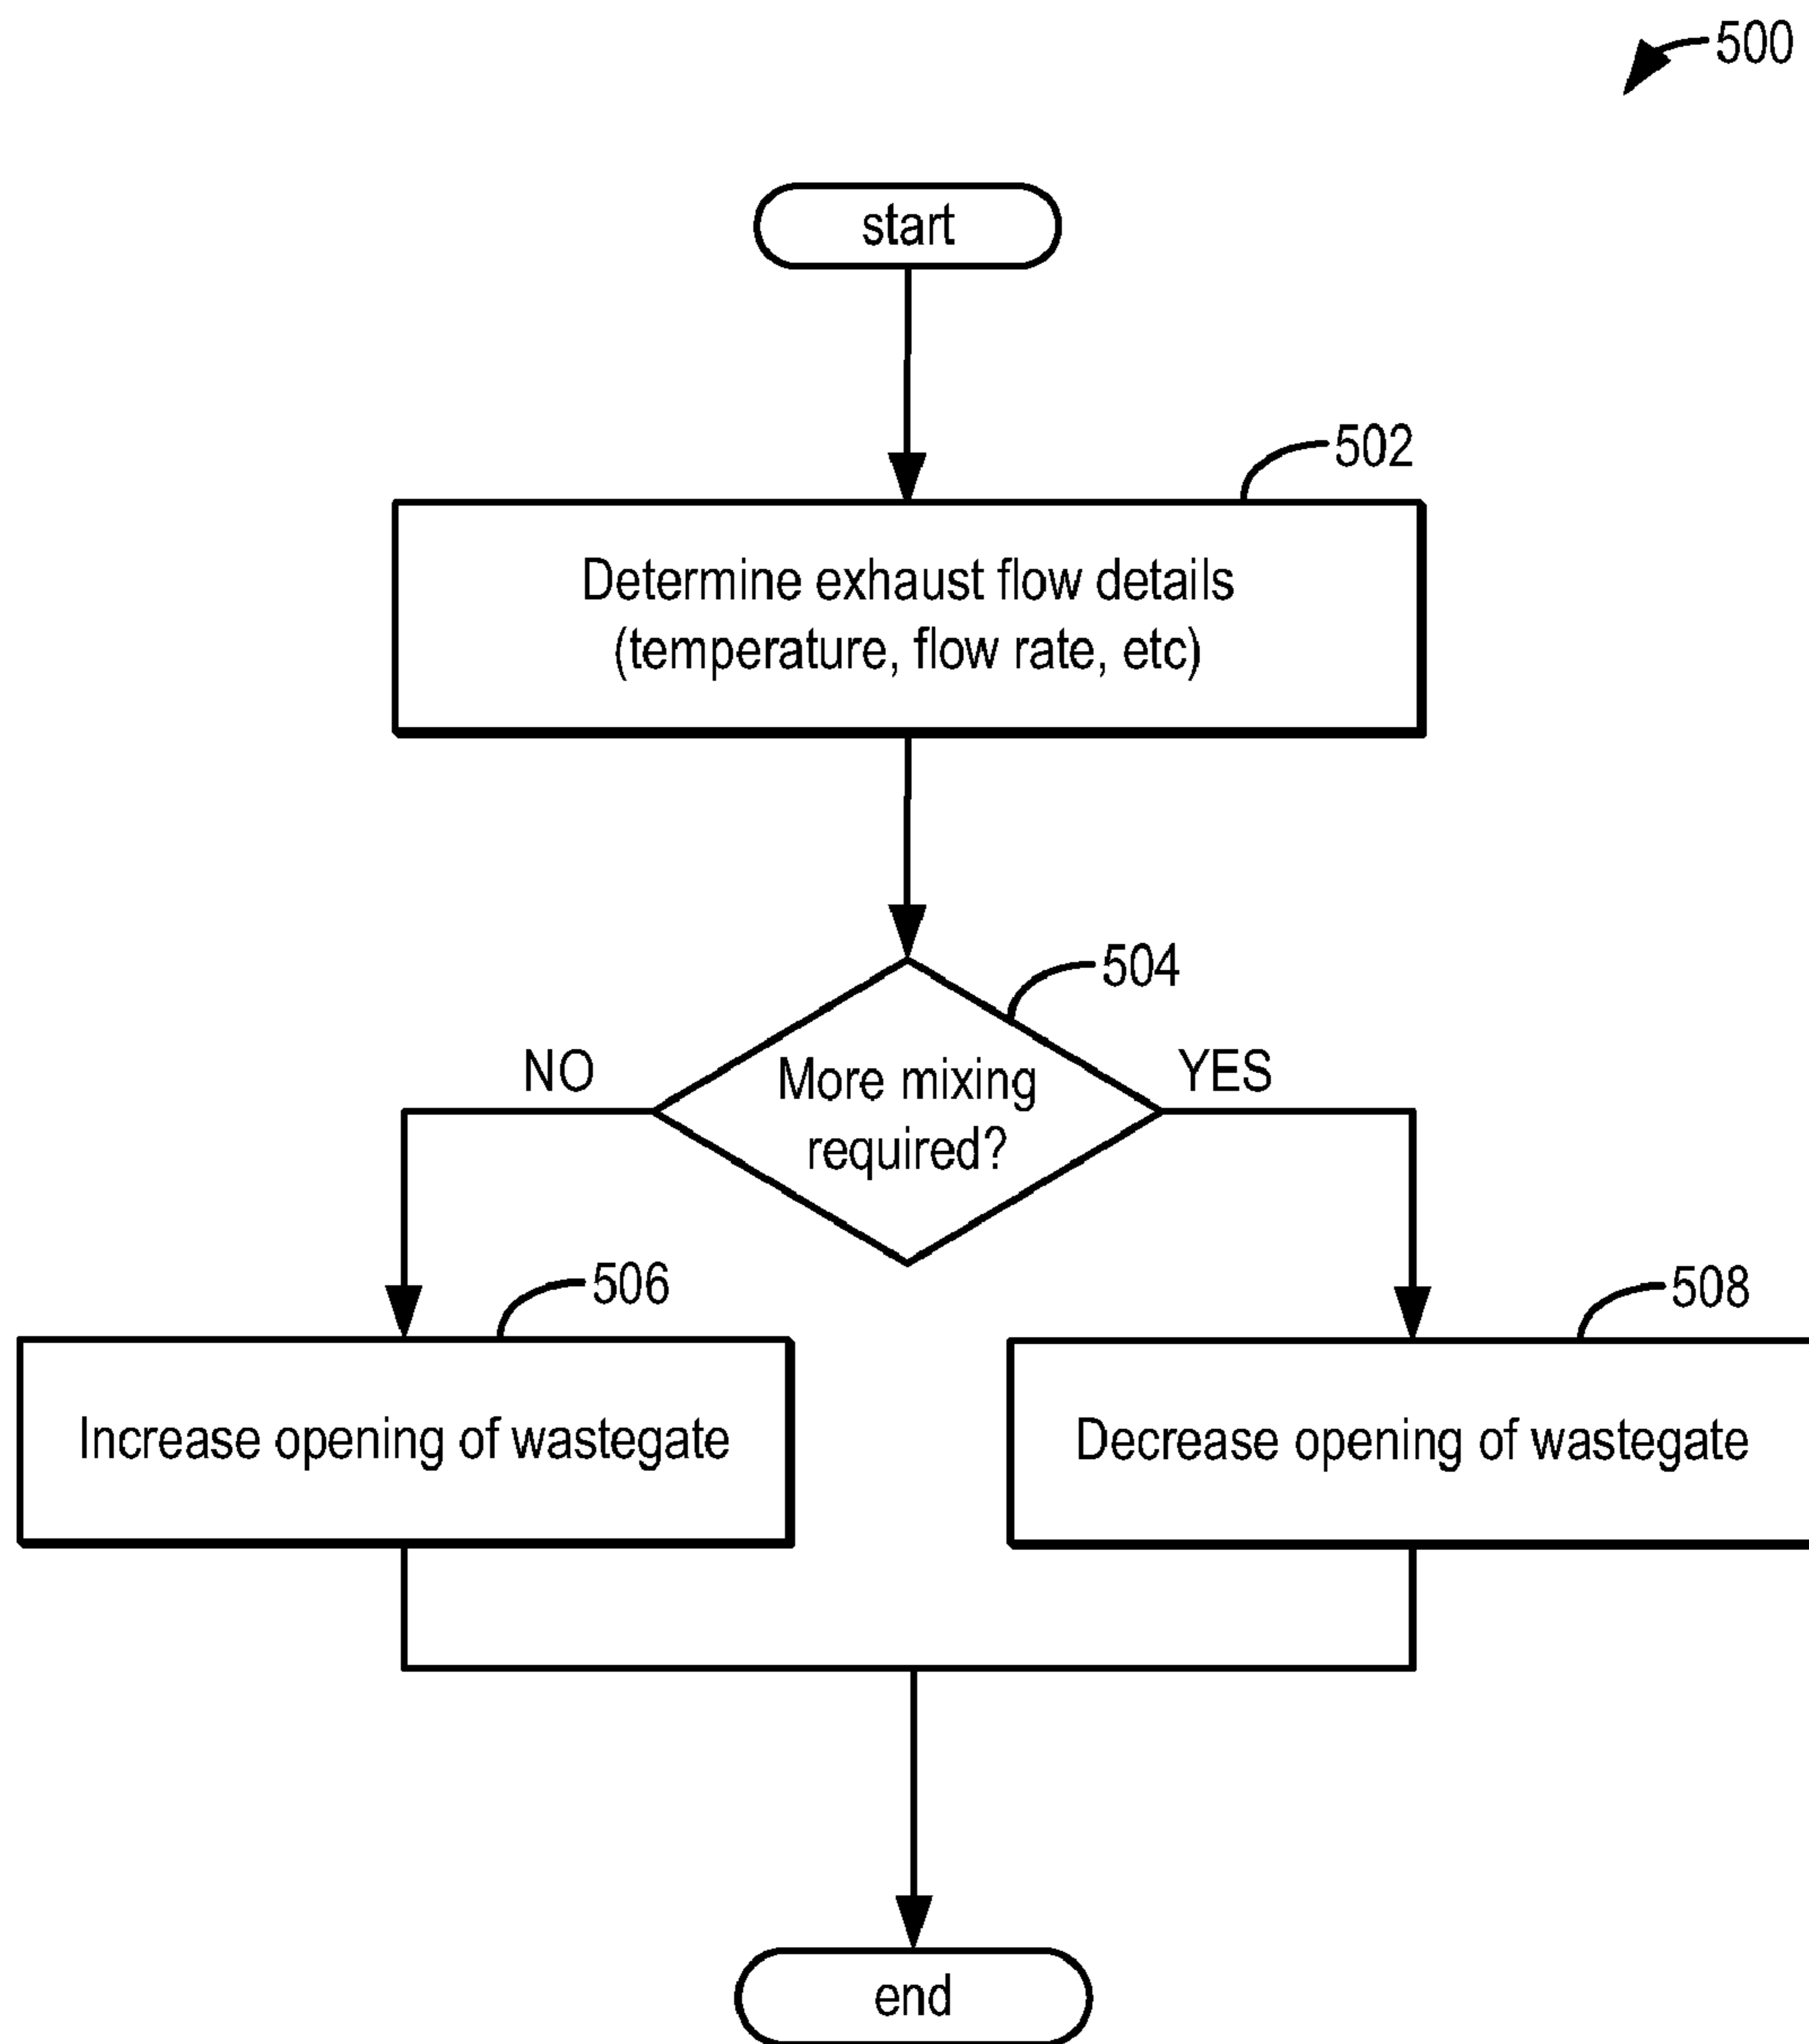 500
start
502
Determine exhaust flow details
(temperature, flow rate, etc)
504
NO
More mixing
required?
YES
506
508
Increase opening of wastegate
Decrease opening of wastegate
end